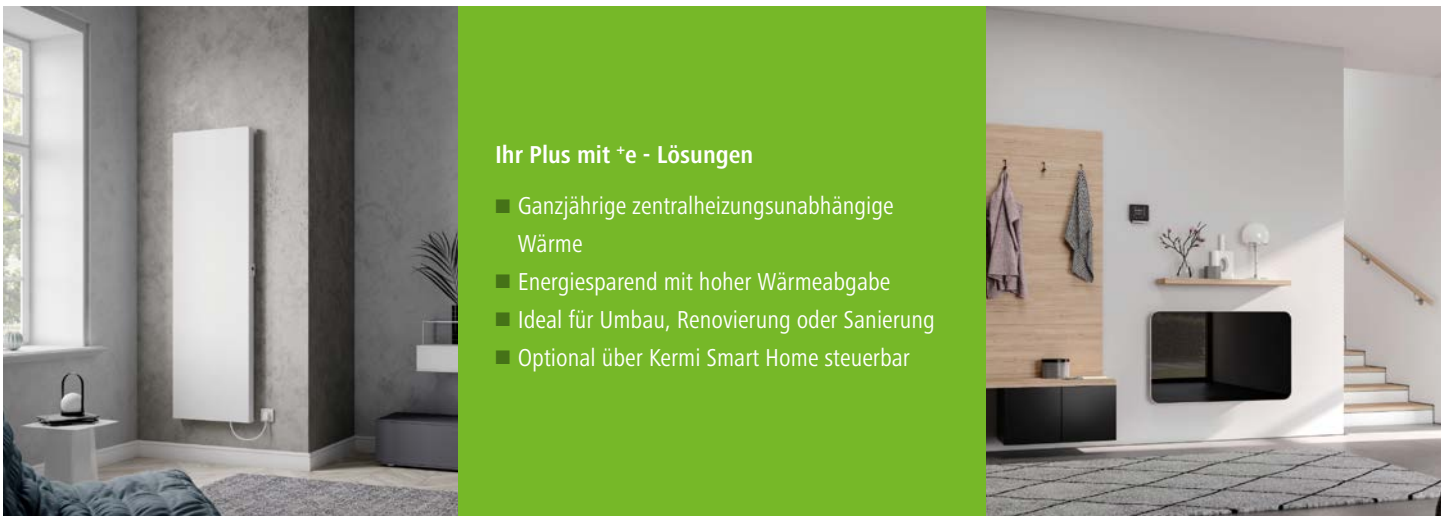 Ihr Plus mit ⁺e - Lösungen
■ Ganzjährige zentralheizungsunabhängige
Wärme
■ Energiesparend mit hoher Wärmeabgabe
■ Ideal für Umbau, Renovierung oder Sanierung
■ Optional über Kermi Smart Home steuerbar